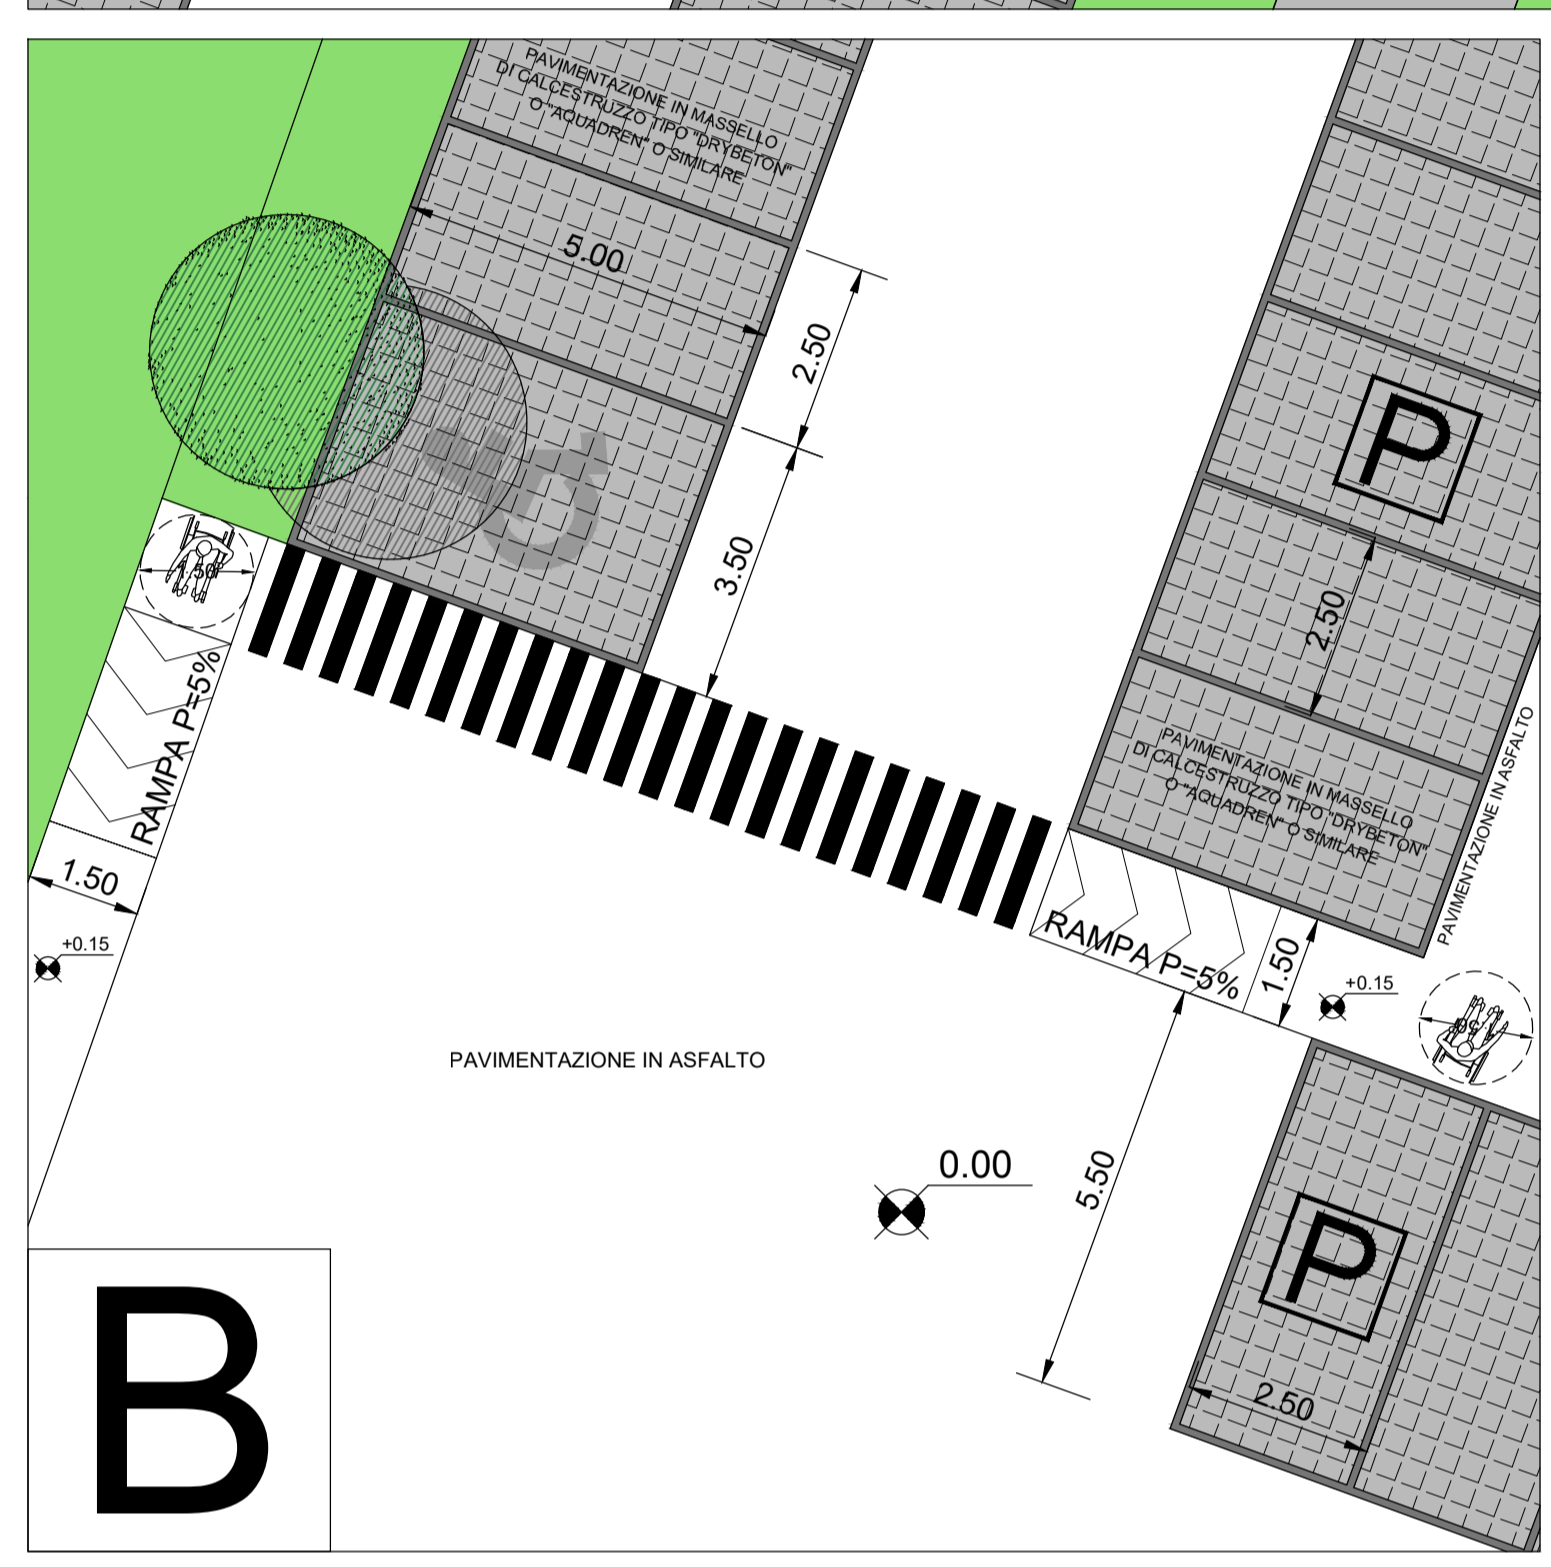 PAVIMENTAZIONE IN MASSELLO
DI CALCESTRUZZO TIPO "DRYBETON"
O "AQUADREN" O SIMILARE
5.00
2.50
3.50
P
2.50
1.50
RAMPA P=5%
1.50
+0.15
PAVIMENTAZIONE IN MASSELLO
DI CALCESTRUZZO TIPO "DRYBETON"
O "AQUADREN" O SIMILARE
PAVIMENTAZIONE IN ASFALTO
RAMPA P=5%
1.50
+0.15
PAVIMENTAZIONE IN ASFALTO
0.00
5.50
P
2.50
B